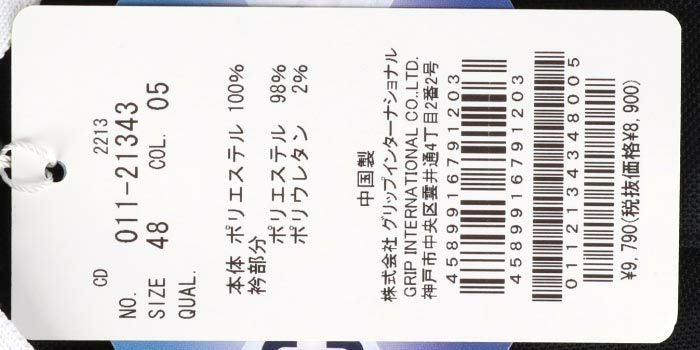 CD 2213
NO. 011-21343
SIZE 48 COL. 05
QUAL.
本体 ポリエステル 100%
衿部分
ポリエステル 98%
ポリウレタン 2%
中国製
株式会社 グリップインターナショナル
GRIP INTERNATIONAL CO.,LTD.
神戸市中央区雲井通4丁目2番2号
4589916791203
4589916791203
0112134348005
¥9,790(税抜価格¥8,900)